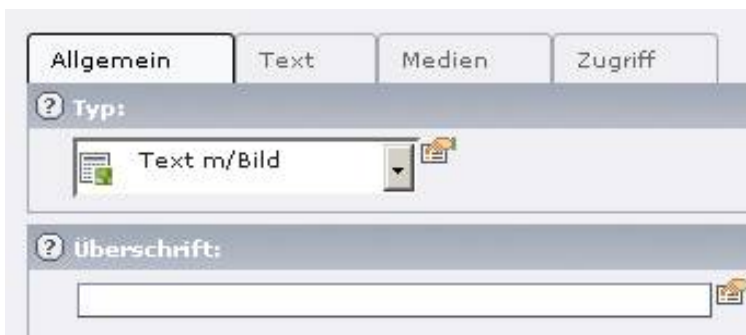 Allgemein Text Medien Zugriff
? Typ:
Text m/Bild
? Überschrift: